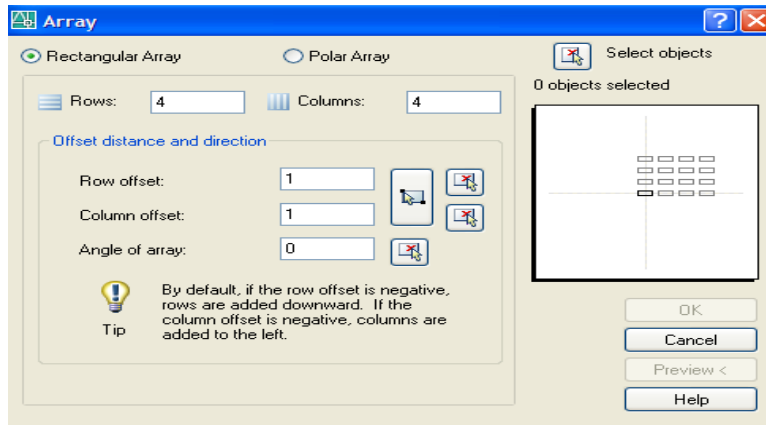 Array
Rectangular Array Polar Array Select objects
0 objects selected
Rows: 4 Columns: 4
Offset distance and direction
Row offset: 1
Column offset: 1
Angle of array: 0
By default, if the row offset is negative,
rows are added downward. If the
column offset is negative, columns are
added to the left.
Tip
OK
Cancel
Preview <
Help